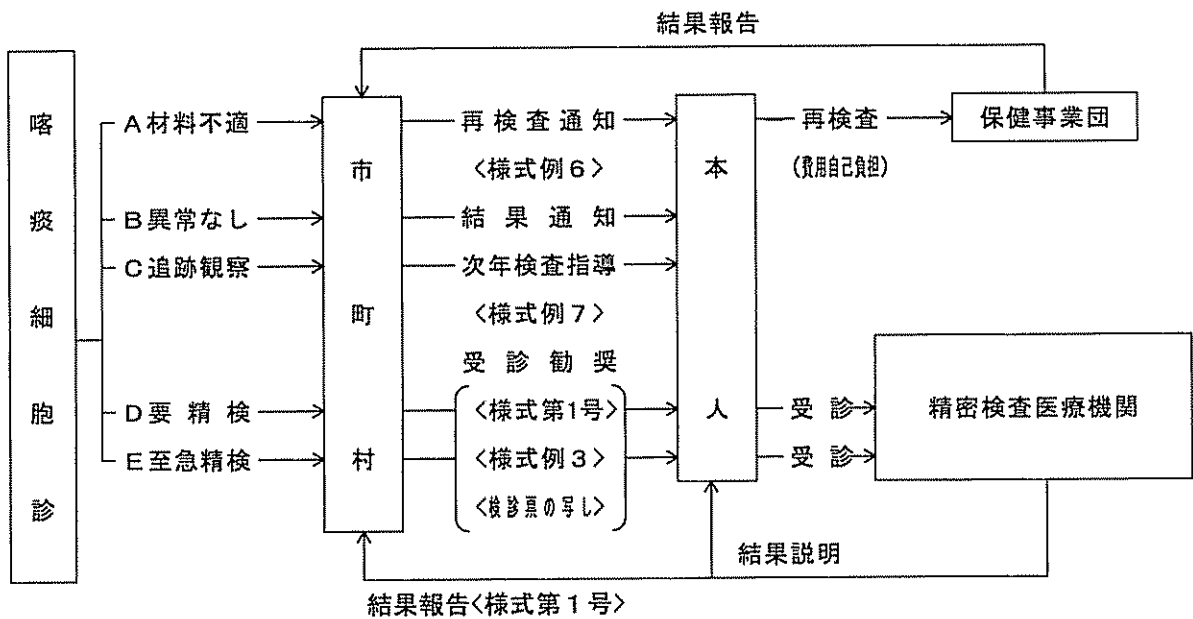 結果報告
喀痰細胞診
A材料不適
B異常なし
C追跡観察
D要精検
E至急精検
市町村
再検査通知
<様式例6>
結果通知
次年検査指導
<様式例7>
受診勧奨
<様式第1号>
<様式例3>
<検診票の写し>
本人
再検査
(費用自己負担)
保健事業団
受診
受診
精密検査医療機関
結果説明
結果報告<様式第1号>